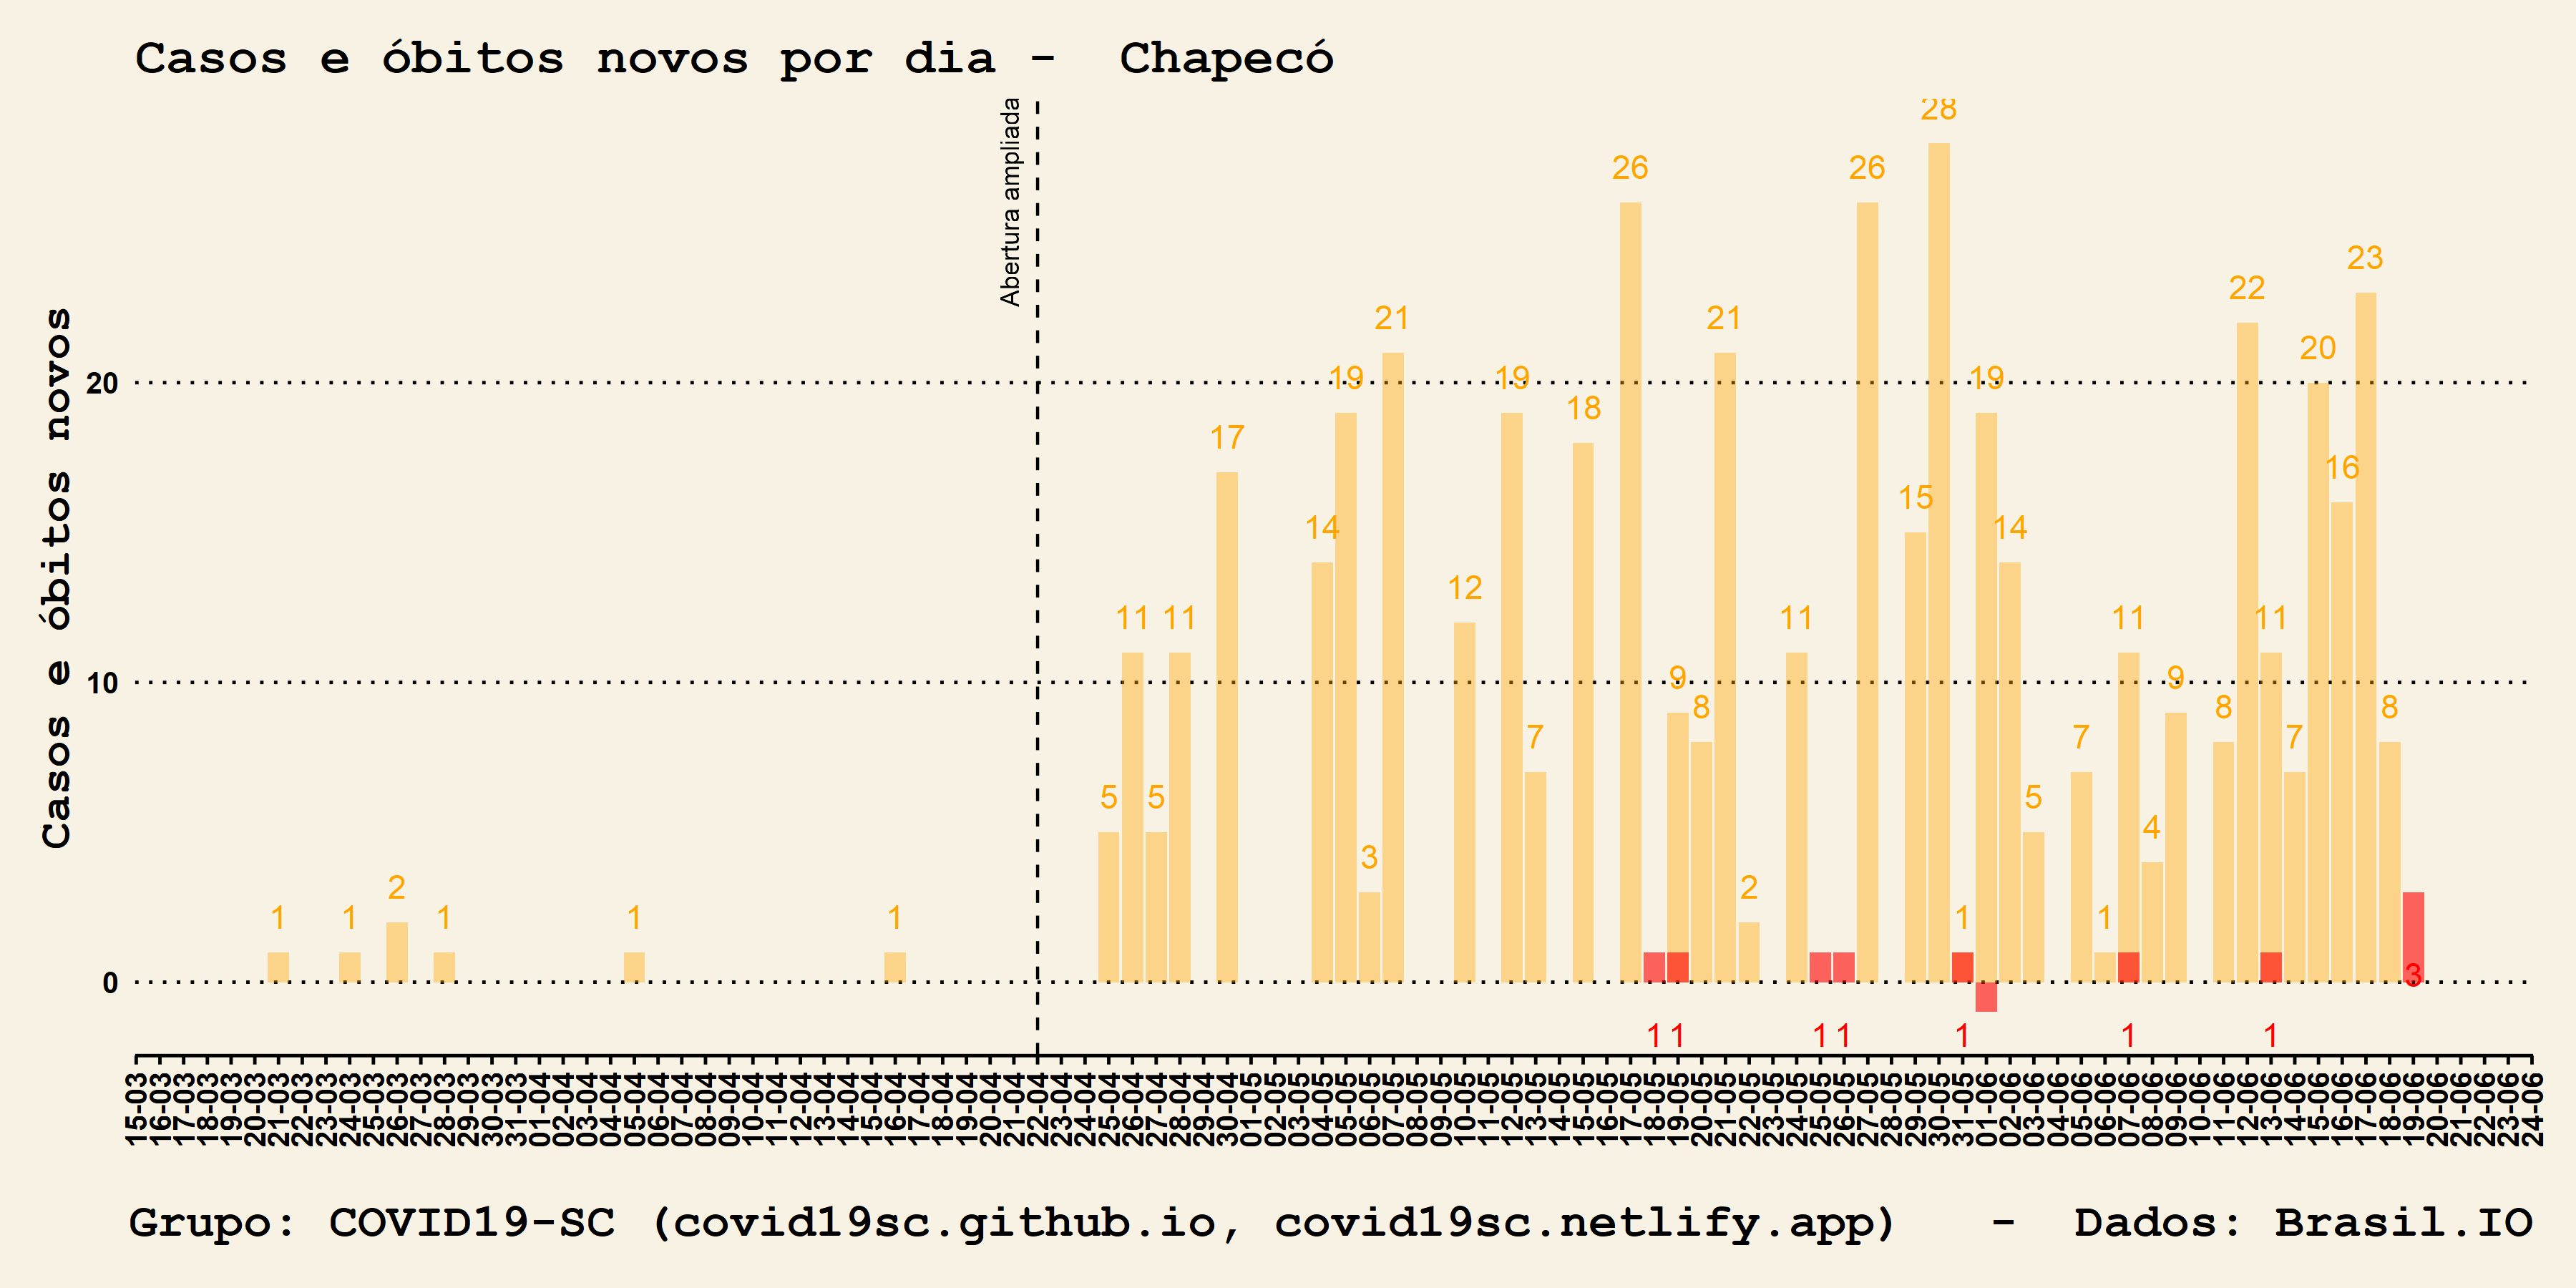 Casos e óbitos novos por dia -  Chapecó
Abertura ampliada
Casos e óbitos novos
20
10
0
1 1 2 1 1 1 5 11 5 11 17 14 19 3 21 12 19 7 18 26 9 8 21 2 11 26 15 28 1 19 14 5 7 1 11 4 9 8 22 11 7 20 16 23 8
1 1 1 1 1 1 1 3
15-03 16-03 17-03 18-03 19-03 20-03 21-03 22-03 23-03 24-03 25-03 26-03 27-03 28-03 29-03 30-03 31-03 01-04 02-04 03-04 04-04 05-04 06-04 07-04 08-04 09-04 10-04 11-04 12-04 13-04 14-04 15-04 16-04 17-04 18-04 19-04 20-04 21-04 22-04 23-04 24-04 25-04 26-04 27-04 28-04 29-04 30-04 01-05 02-05 03-05 04-05 05-05 06-05 07-05 08-05 09-05 10-05 11-05 12-05 13-05 14-05 15-05 16-05 17-05 18-05 19-05 20-05 21-05 22-05 23-05 24-05 25-05 26-05 27-05 28-05 29-05 30-05 31-05 01-06 02-06 03-06 04-06 05-06 06-06 07-06 08-06 09-06 10-06 11-06 12-06 13-06 14-06 15-06 16-06 17-06 18-06 19-06 20-06 21-06 22-06 23-06 24-06
Grupo: COVID19-SC (covid19sc.github.io, covid19sc.netlify.app)   -  Dados: Brasil.IO